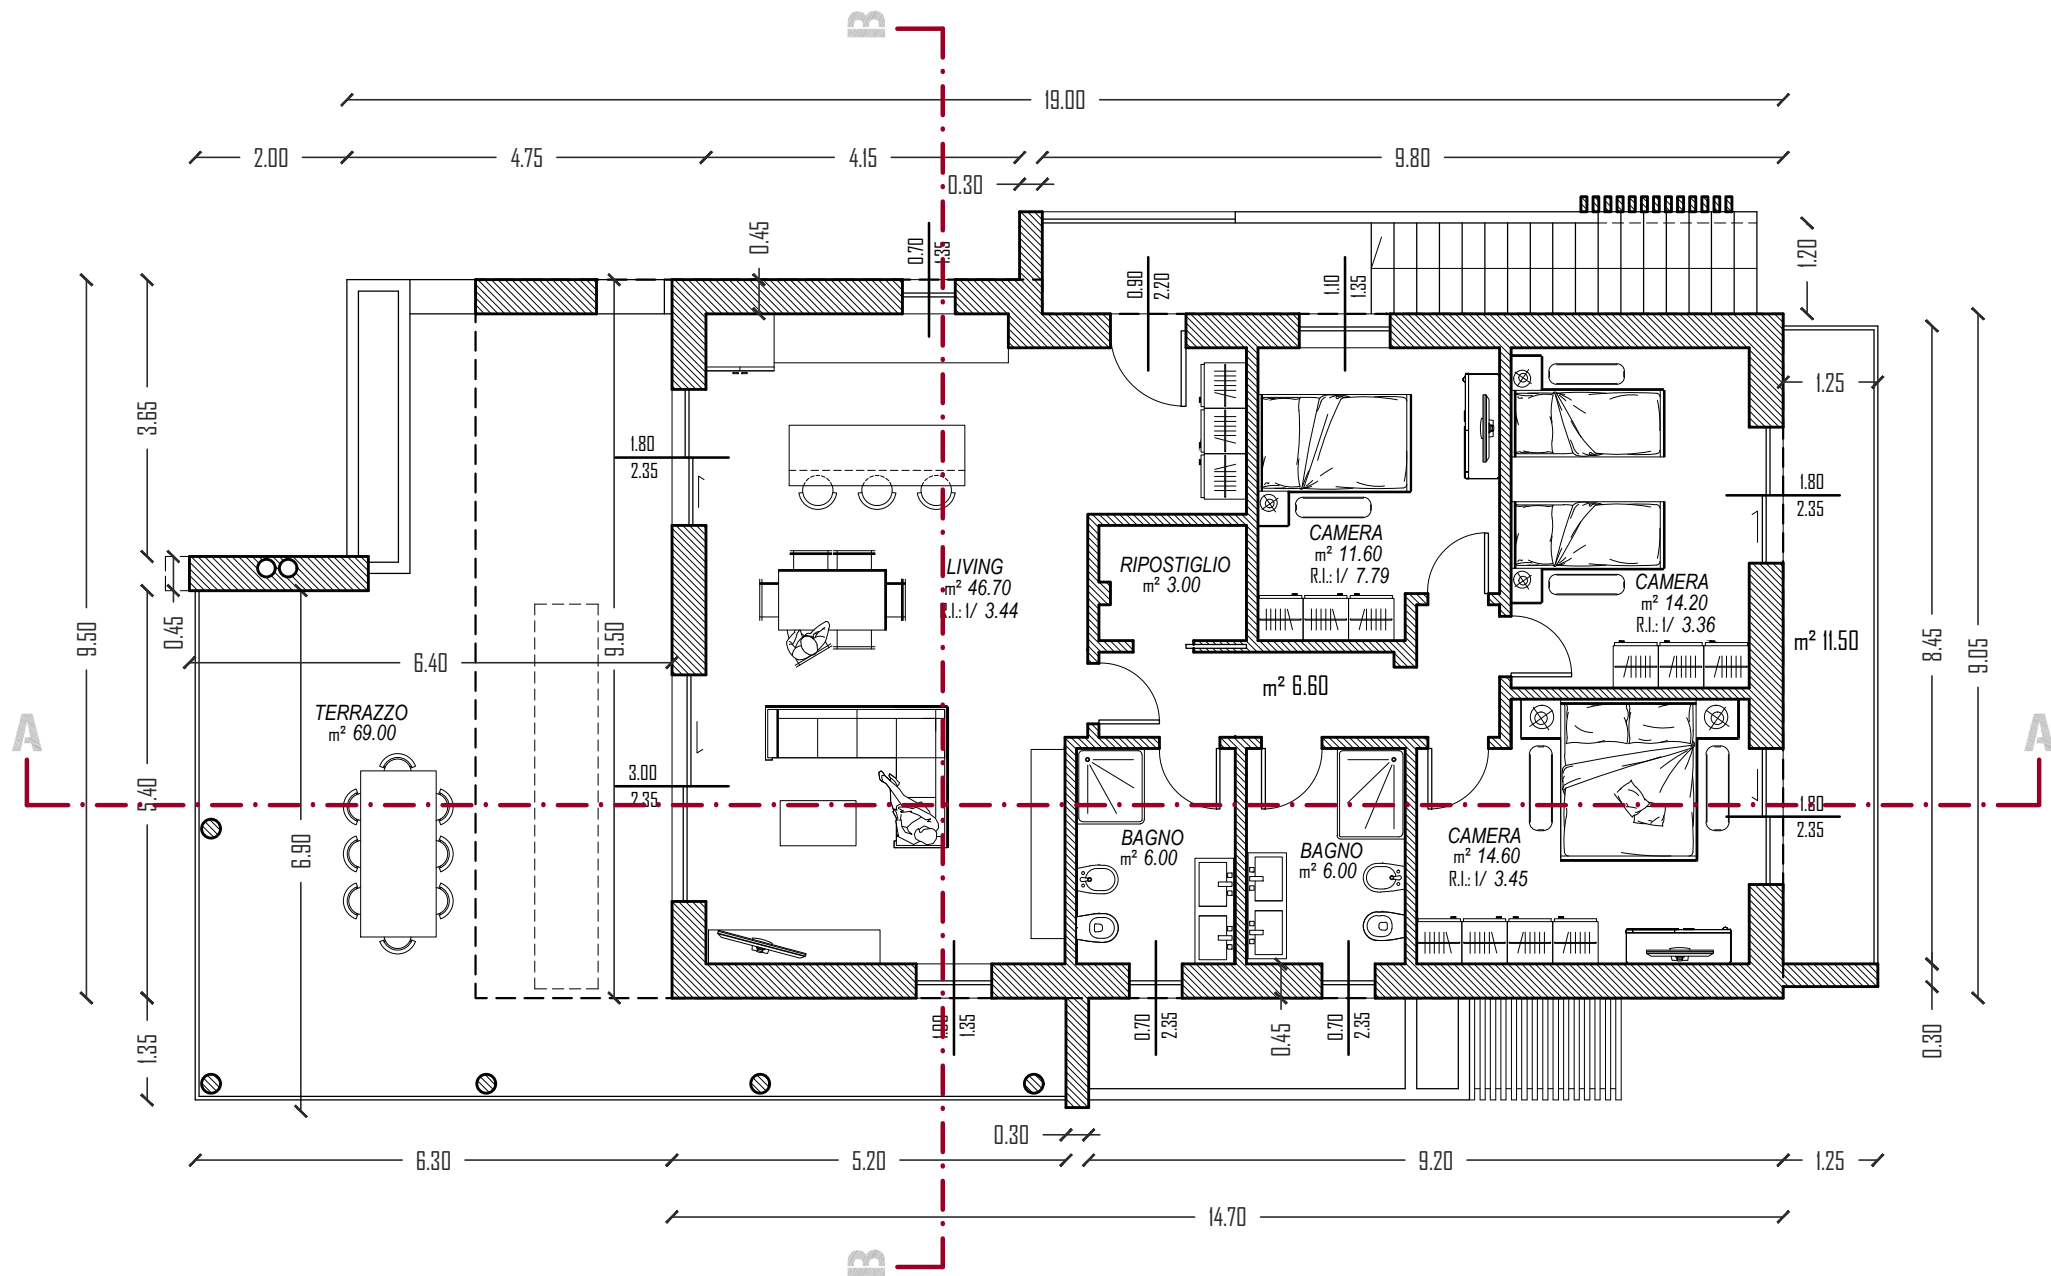 B
19.00
2.00
4.75
4.15
9.80
0.30
0.45
0.70
1.35
0.90
2.20
1.10
1.35
1.20
1.25
3.65
9.50
0.45
9.50
1.80
2.35
1.80
2.35
LIVING
m² 46.70
R.I.: 1/ 3.44
RIPOSTIGLIO
m² 3.00
CAMERA
m² 11.60
R.I.: 1/ 7.79
CAMERA
m² 14.20
R.I.: 1/ 3.36
m² 11.50
8.45
9.05
6.40
m² 6.60
TERRAZZO
m² 69.00
A
A
5.40
6.90
3.00
2.35
1.80
2.35
BAGNO
m² 6.00
BAGNO
m² 6.00
CAMERA
m² 14.60
R.I.: 1/ 3.45
1.35
1.00
1.35
0.70
2.35
0.45
0.70
2.35
0.30
0.30
6.30
5.20
9.20
1.25
14.70
B